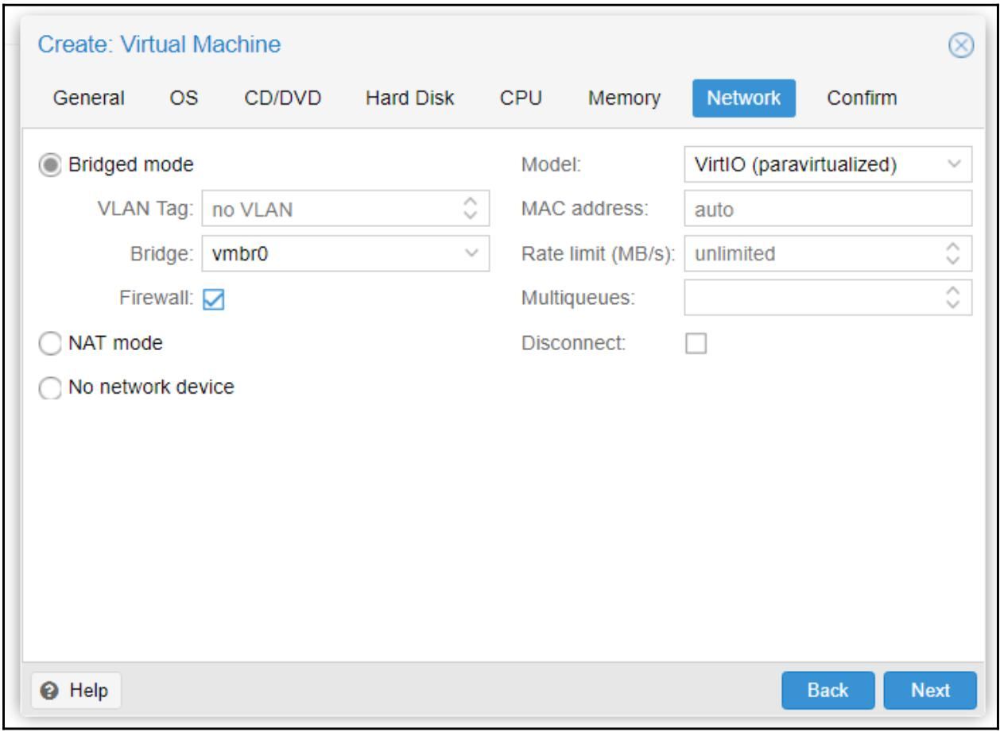 Create: Virtual Machine
General OS CD/DVD Hard Disk CPU Memory Network Confirm
Bridged mode
VLAN Tag: no VLAN
Bridge: vmbr0
Firewall:
NAT mode
No network device
Model: VirtIO (paravirtualized)
MAC address: auto
Rate limit (MB/s): unlimited
Multiqueues:
Disconnect:
Help Back Next